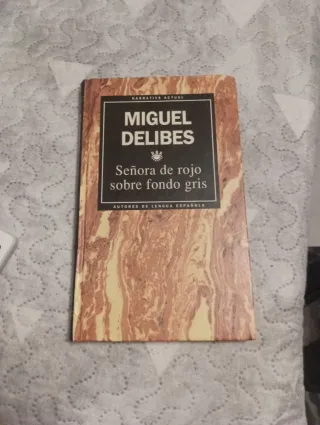 NARRATIVA ACTUAL
MIGUEL
DELIBES
Señora de rojo
sobre fondo gris
AUTORES DE LENGUA ESPAÑOLA